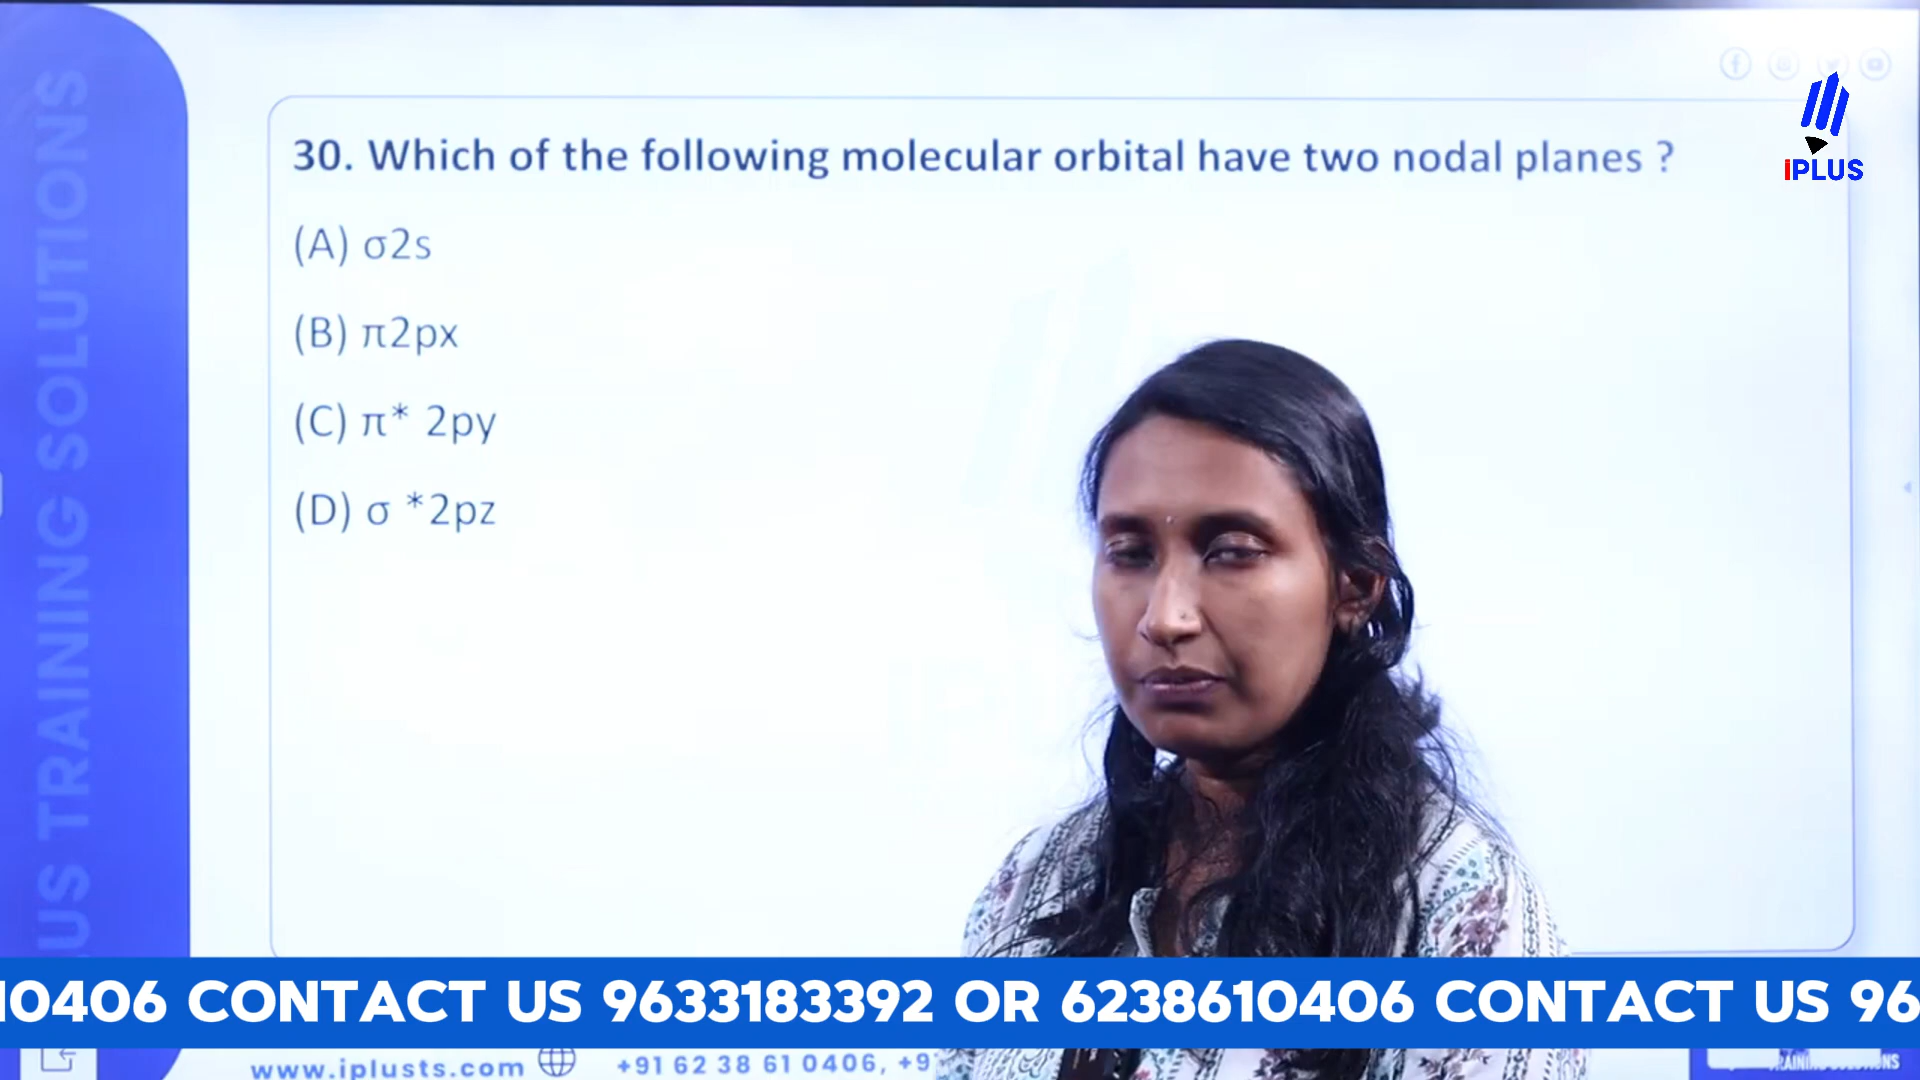 30. Which of the following molecular orbital have two nodal planes ?
iPLUS
(A) σ2s
(B) π2px
(C) π* 2py
(D) σ *2pz
US TRAINING SOLUTIONS
10406 CONTACT US 9633183392 OR 6238610406 CONTACT US 96
www.iplusts.com
+91 62 38 61 0406, +9